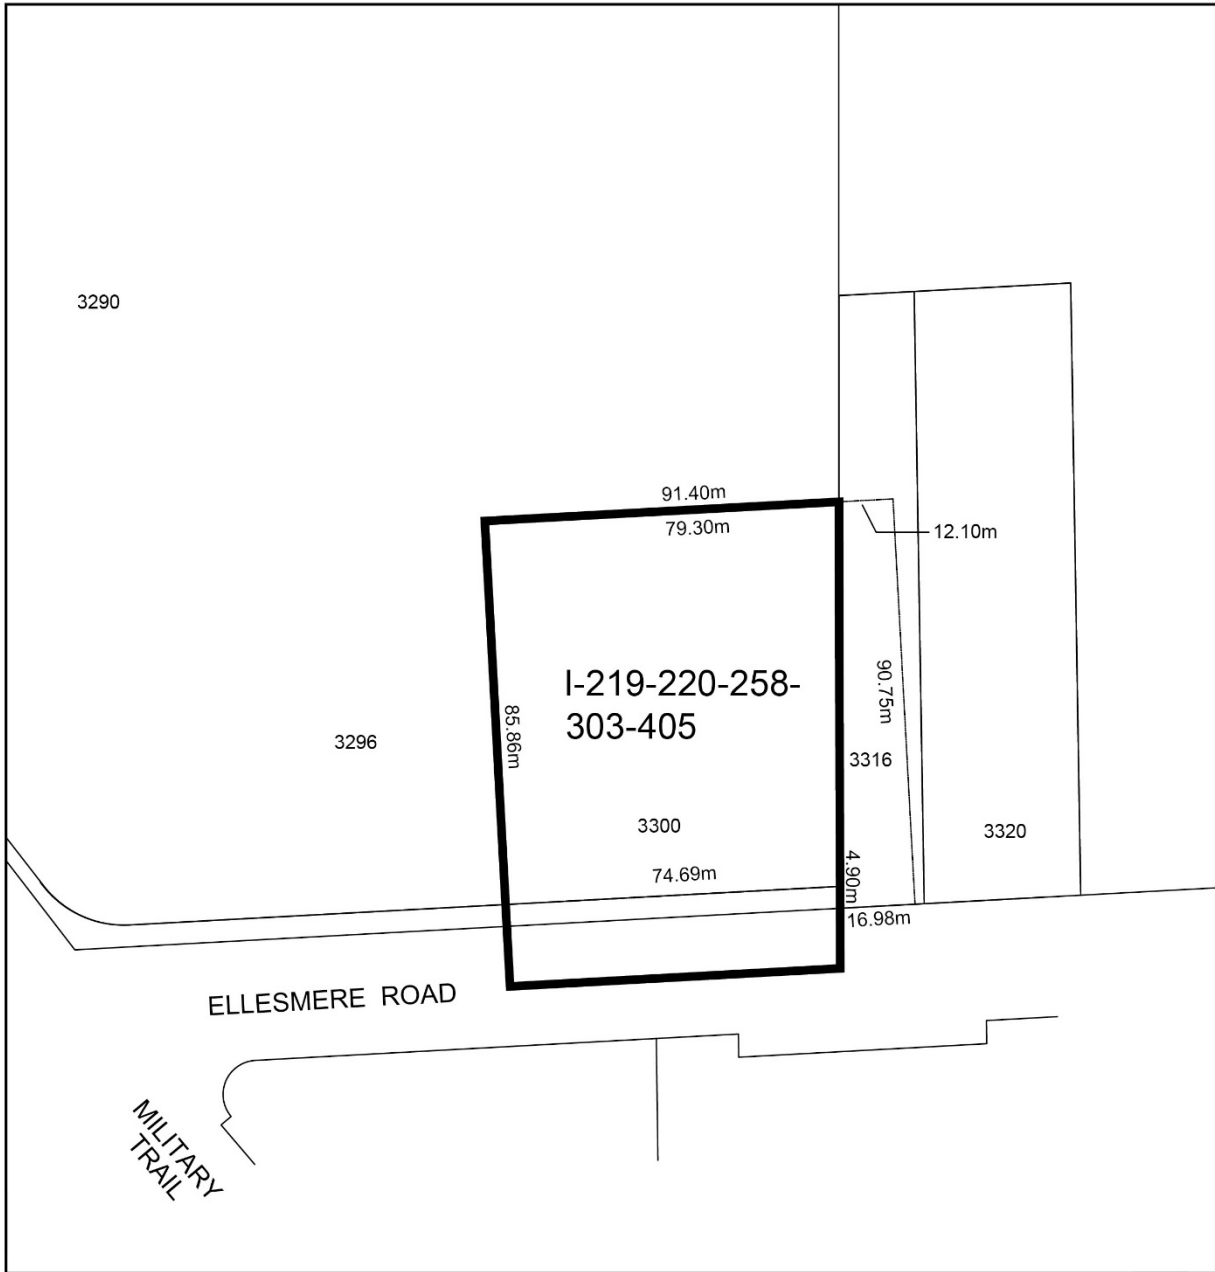 3290
91.40m
79.30m
12.10m
I-219-220-258-
303-405
90.75m
85.86m
3296
3316
3300
3320
74.69m
4.90m
16.98m
ELLESMERE ROAD
MILITARY
TRAIL